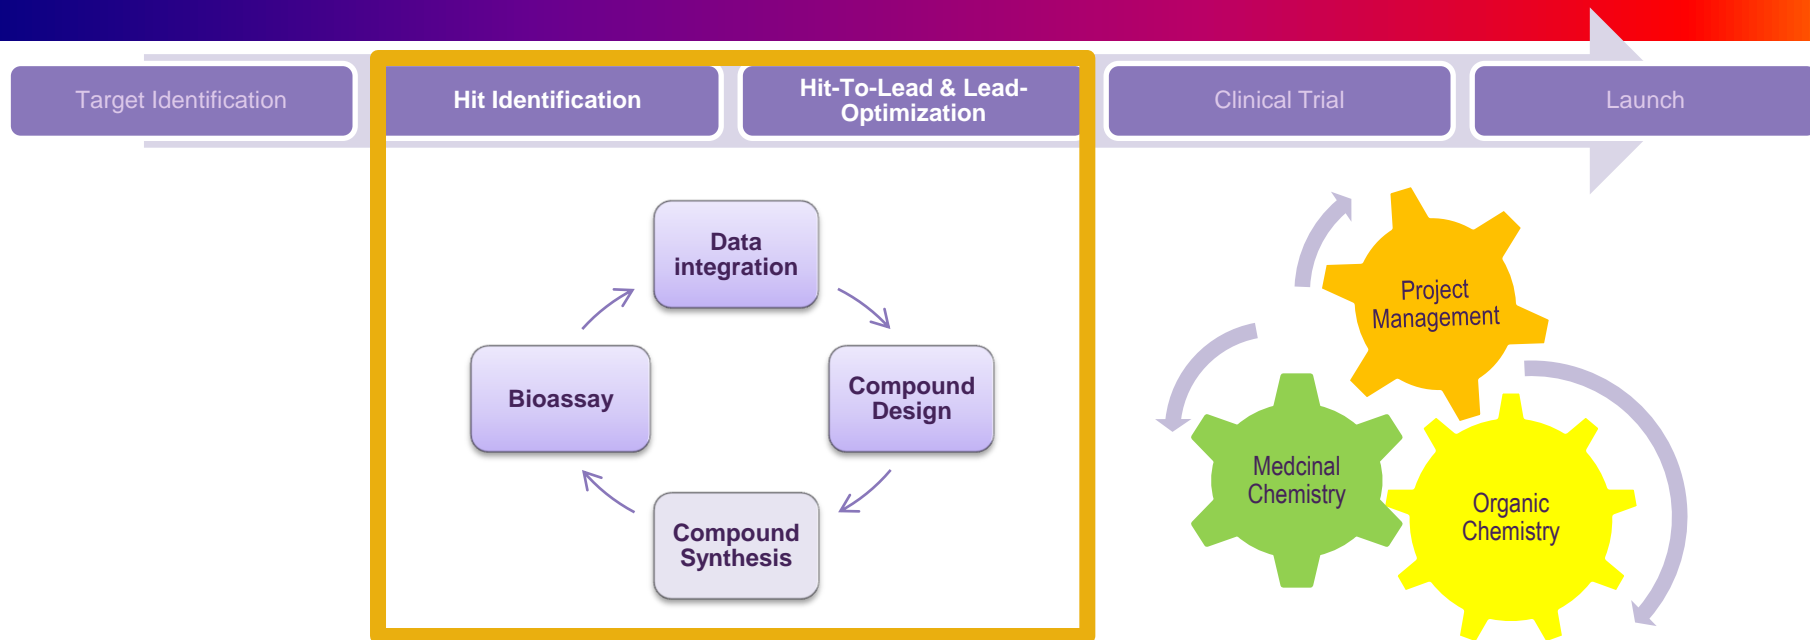 Target Identification
Hit Identification
Hit-To-Lead & Lead-
Optimization
Clinical Trial
Launch
Data
integration
Bioassay
Compound
Design
Compound
Synthesis
Project
Management
Medcinal
Chemistry
Organic
Chemistry